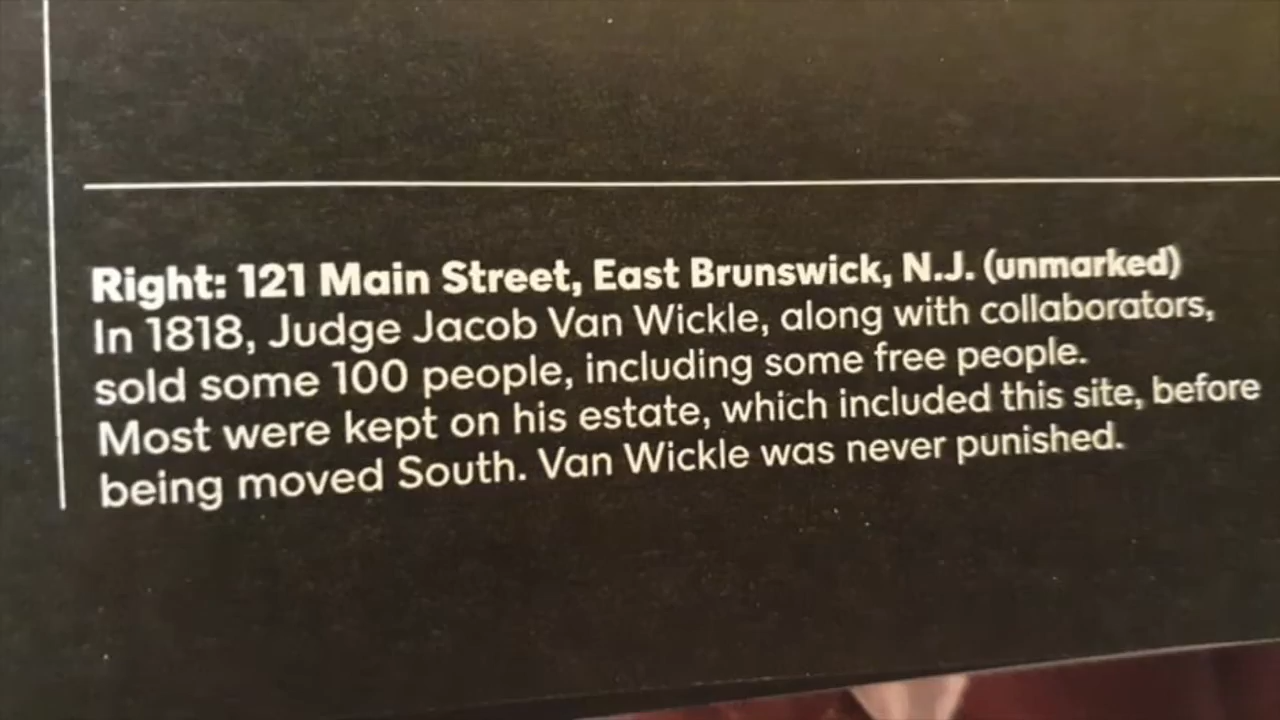 Right: 121 Main Street, East Brunswick, N.J. (unmarked)
In 1818, Judge Jacob Van Wickle, along with collaborators,
sold some 100 people, including some free people.
Most were kept on his estate, which included this site, before
being moved South. Van Wickle was never punished.